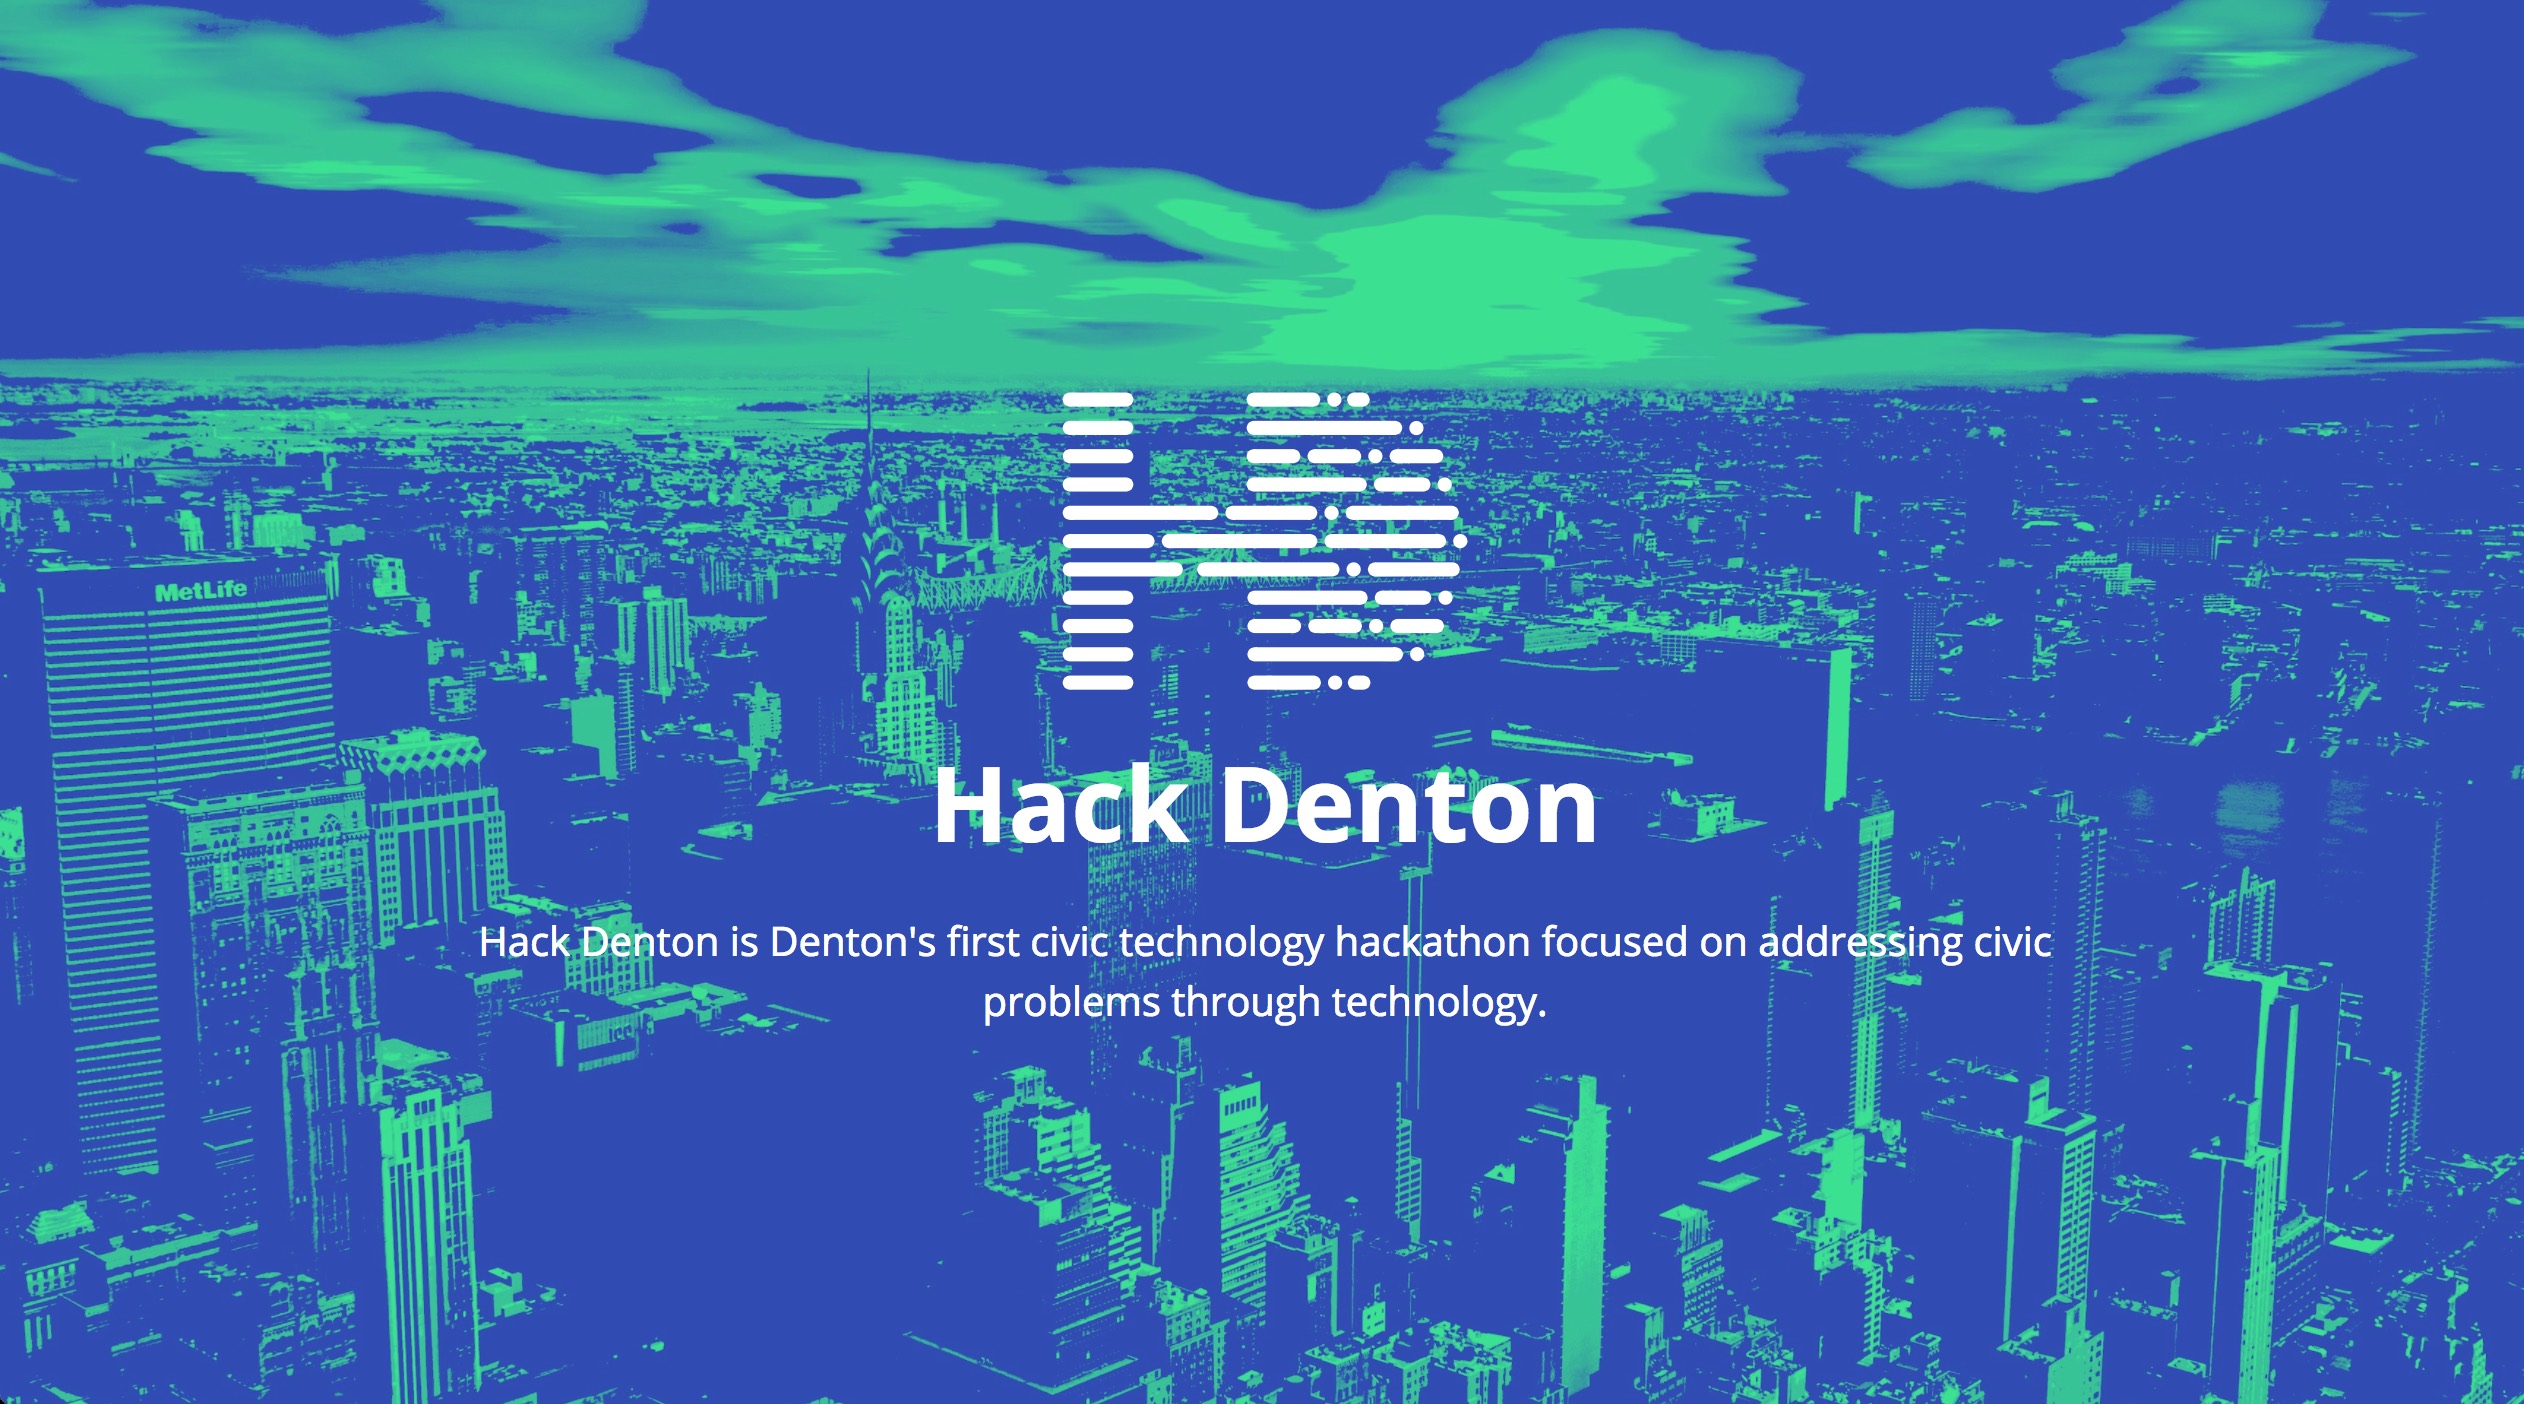 MetLife
Hack Denton
Hack Denton is Denton's first civic technology hackathon focused on addressing civic
problems through technology.